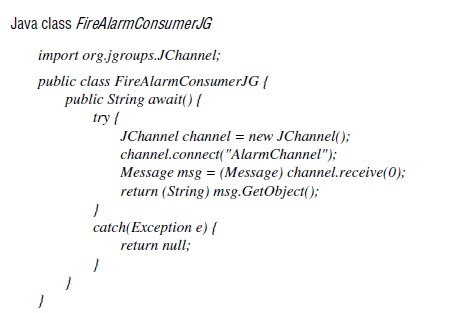 Java class FireAlarmConsumerJG
import org.jgroups.JChannel;
public class FireAlarmConsumerJG {
public String await() {
try {
JChannel channel = new JChannel();
channel.connect("AlarmChannel");
Message msg = (Message) channel.receive(0);
return (String) msg.GetObject();
}
catch(Exception e) {
return null;
}
}
}